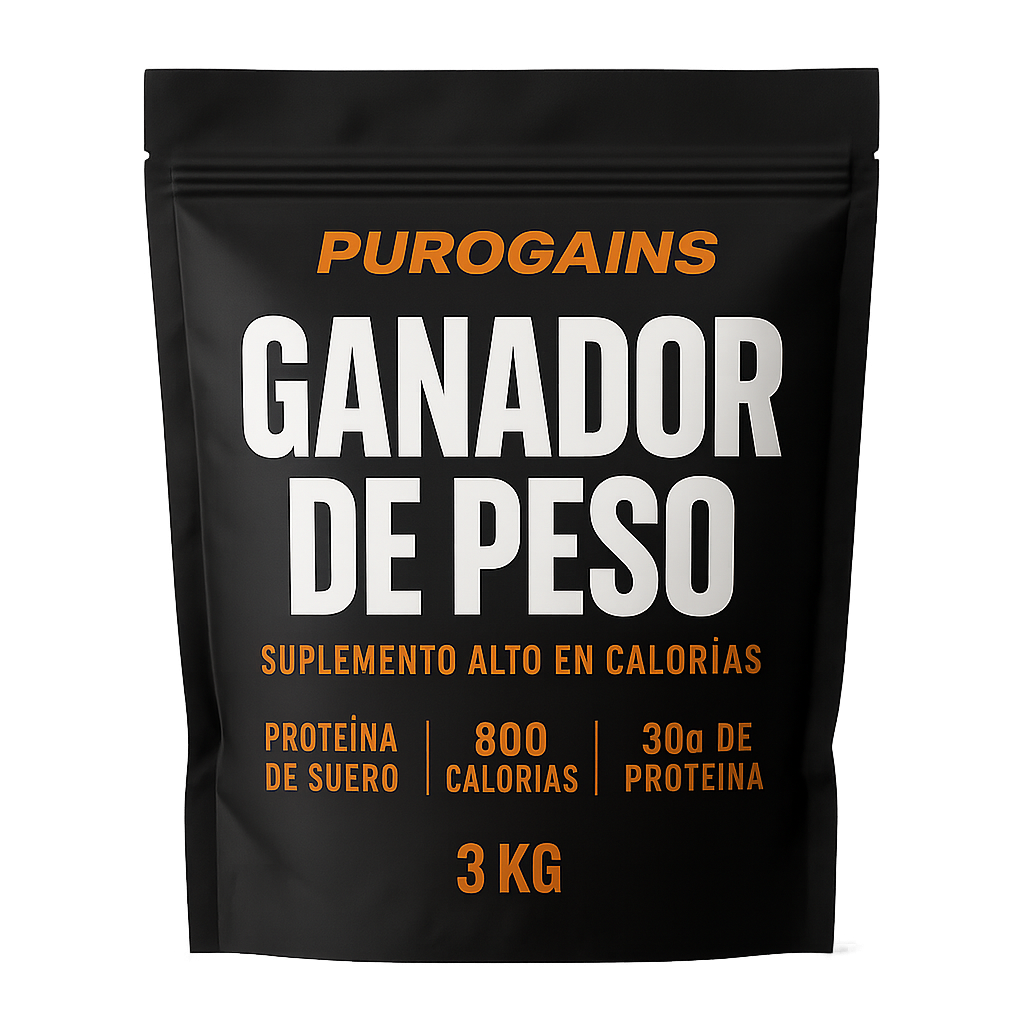 PUROGAINS
GANADOR
DE PESO
SUPLEMENTO ALTO EN CALORÍAS
PROTEÍNA
DE SUERO
800
CALORIAS
30a DE
PROTEINA
3 KG